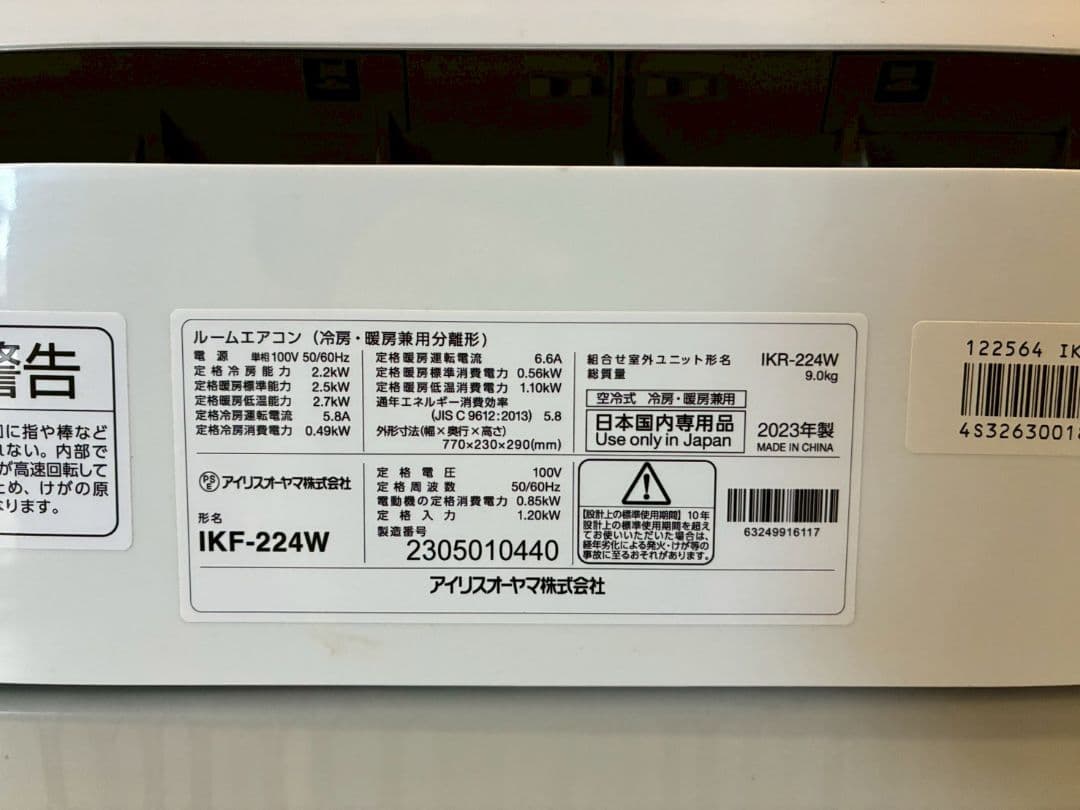 警告
に指や棒など
れない。内部で
が高速回転して
ため、けがの原
なります。
ルームエアコン（冷房・暖房兼用分離形）
電源 単相100V 50/60Hz
定格冷房能力 2.2kW
定格暖房標準能力 2.5kW
定格暖房低温能力 2.7kW
定格冷房運転電流 5.8A
定格冷房消費電力 0.49kW
定格暖房運転電流 6.6A
定格暖房標準消費電力 0.56kW
定格暖房低温消費電力 1.10kW
通年エネルギー消費効率
(JIS C 9612:2013) 5.8
外形寸法(幅×奥行×高さ)
770×230×290(mm)
組合せ室外ユニット形名 IKR-224W
総質量 9.0kg
空冷式 冷房・暖房兼用
日本国内専用品
Use only in Japan
2023年製
MADE IN CHINA
PSE アイリスオーヤマ株式会社
形名
IKF-224W
定格電圧 100V
定格周波数 50/60Hz
電動機の定格消費電力 0.85kW
定格入力 1.20kW
製造番号
2305010440
【設計上の標準使用期間】10年
設計上の標準使用期間を超え
てお使いいただいた場合は、
経年劣化による発火・けが等の
事故に至るおそれがあります。
63249916117
アイリスオーヤマ株式会社
122564 IK
4S3263001